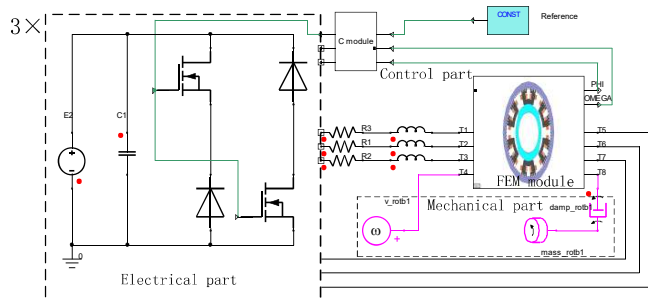 3×
CONST
Reference
C module
Control part
PHI
OMEGA
E2
C1
R3
R1
R2
T1
T2
T3
T4
T5
T6
T7
T8
FEM module
v_rotb1
Mechanical part
damp_rotb1
ω
+
mass_rotb1
0
Electrical part